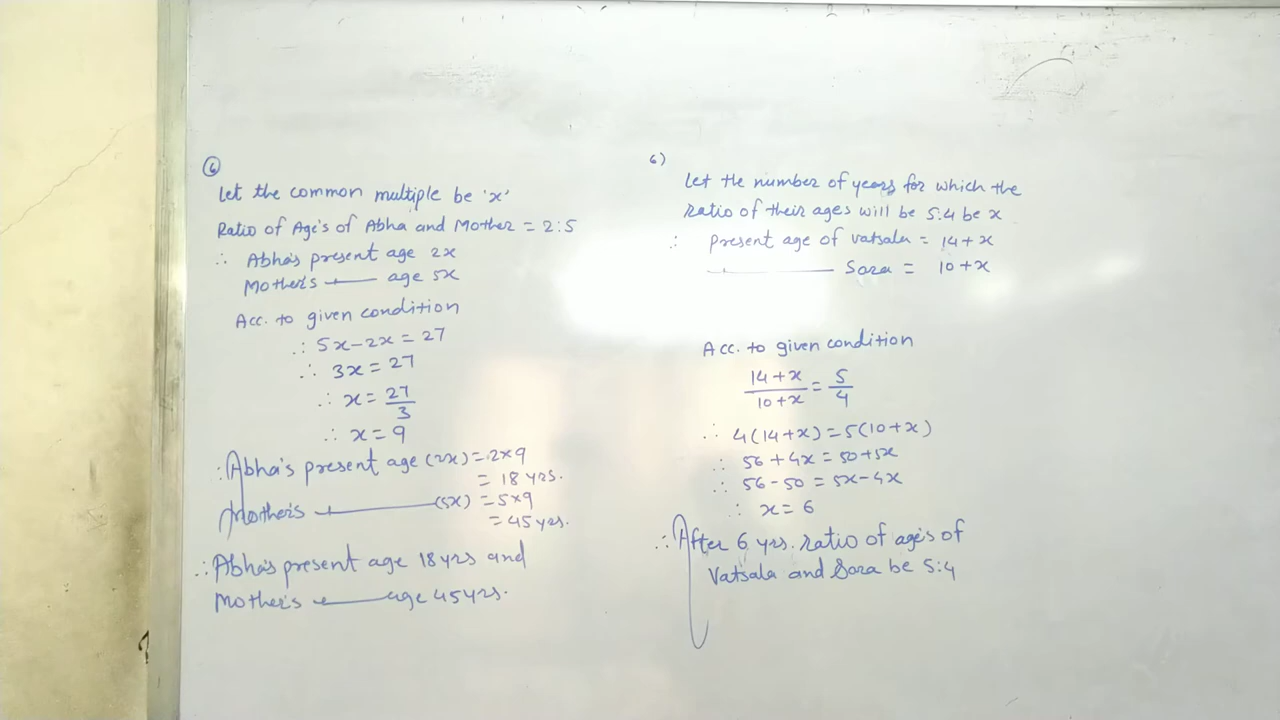 6
Let the common multiple be 'x'
Ratio of Age's of Abha and Mother = 2:5
∴ Abha's present age 2x
Mother's —— age 5x
Acc. to given condition
∴ 5x-2x = 27
∴ 3x = 27
∴ x = 27/3
∴ x = 9
∴ Abha's present age (2x) = 2×9
= 18 yrs.
Mother's —— (5x) = 5×9
= 45 yrs.
∴ Abha's present age 18 yrs and
Mother's —— age 45 yrs.
6)
Let the number of years for which the
ratio of their ages will be 5:4 be x
∴ present age of vatsala = 14+x
—— Sara = 10+x
Acc. to given condition
14+x/10+x = 5/4
∴ 4(14+x) = 5(10+x)
∴ 56+4x = 50+5x
∴ 56-50 = 5x-4x
∴ x = 6
∴ After 6 yrs. ratio of age's of
Vatsala and Sara be 5:4